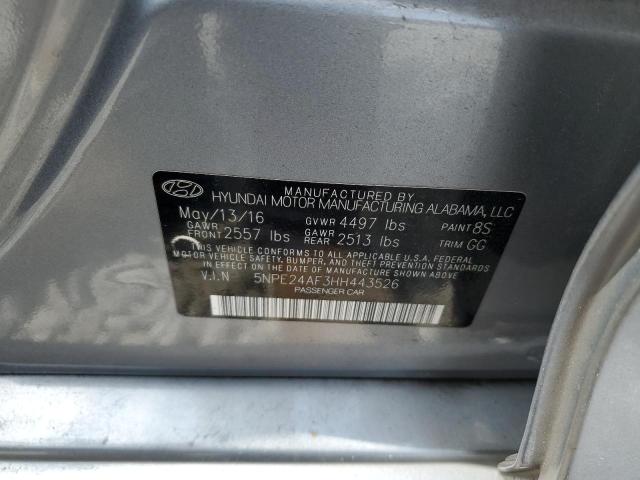 MANUFACTURED BY
HYUNDAI MOTOR MANUFACTURING ALABAMA, LLC
May/13/16 GVWR 4497 lbs PAINT 8S
GAWR FRONT 2557 lbs GAWR REAR 2513 lbs TRIM GG
THIS VEHICLE CONFORMS TO ALL APPLICABLE U.S.A. FEDERAL
MOTOR VEHICLE SAFETY, BUMPER, AND THEFT PREVENTION
STANDARDS IN EFFECT ON THE DATE OF MANUFACTURE SHOWN ABOVE
V.I.N 5NPE24AF3HH443526
PASSENGER CAR